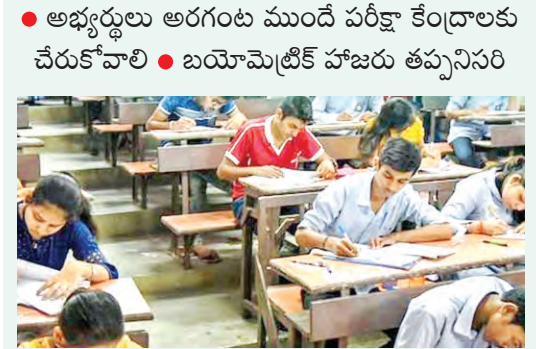 ● అభ్యర్థులు అరగంట ముందే పరీక్షా కేంద్రాలకు
చేరుకోవాలి ● బయోమెట్రిక్ హాజరు తప్పనిసరి